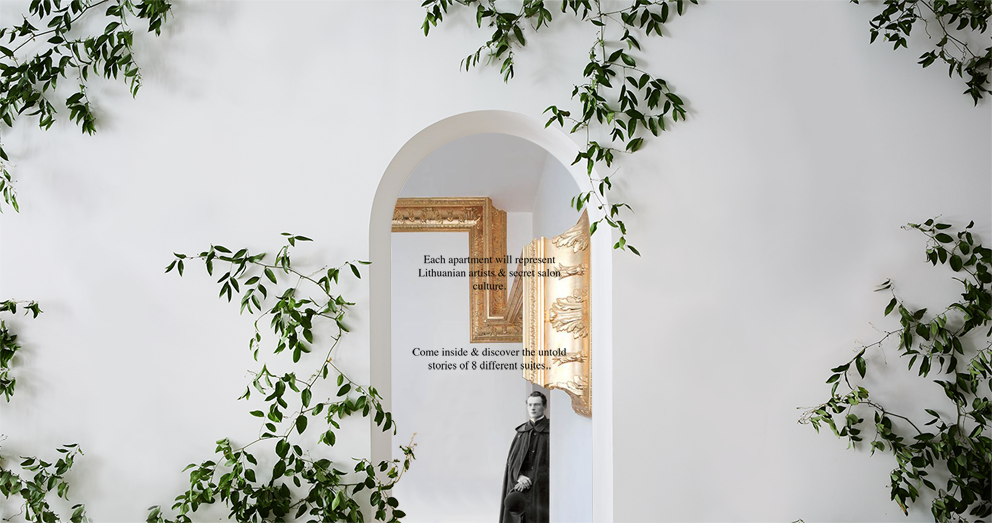 Each apartment will represent
Lithuanian artists & secret salon
culture.
Come inside & discover the untold
stories of 8 different suites..